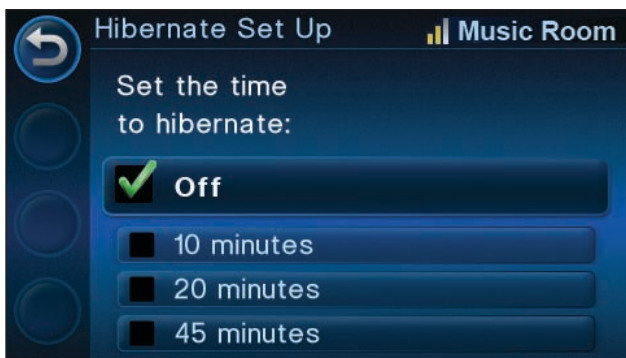 Hibernate Set Up
Music Room
Set the time
to hibernate:
Off
10 minutes
20 minutes
45 minutes